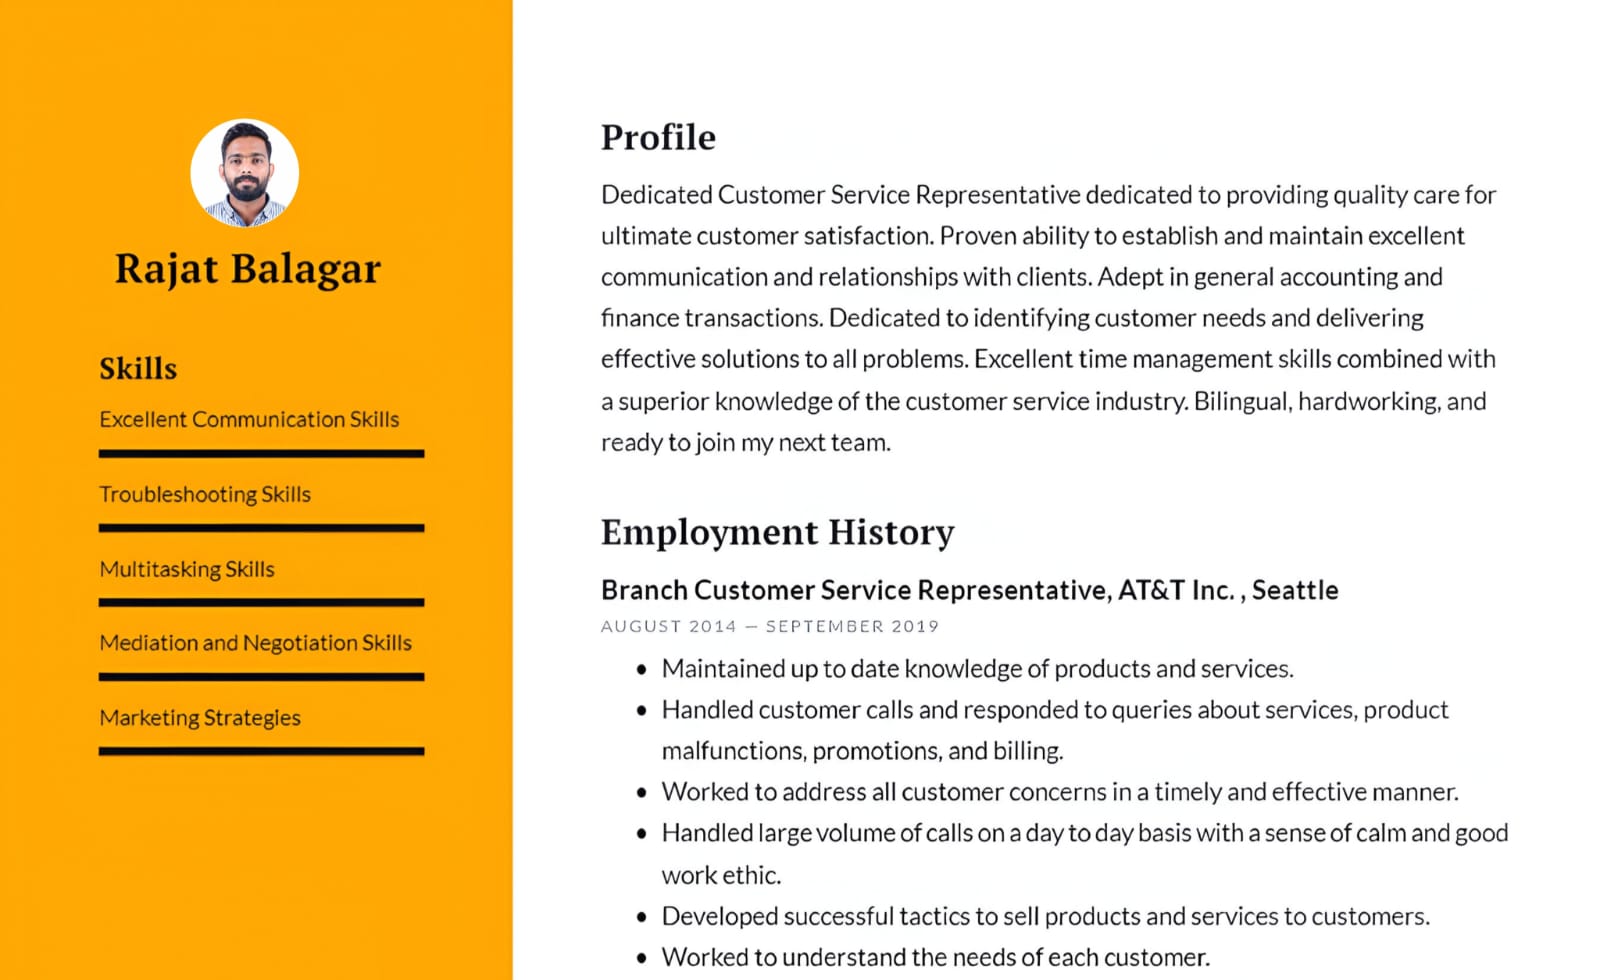 Rajat Balagar
Skills
Excellent Communication Skills
Troubleshooting Skills
Multitasking Skills
Mediation and Negotiation Skills
Marketing Strategies
Profile
Dedicated Customer Service Representative dedicated to providing quality care for
ultimate customer satisfaction. Proven ability to establish and maintain excellent
communication and relationships with clients. Adept in general accounting and
finance transactions. Dedicated to identifying customer needs and delivering
effective solutions to all problems. Excellent time management skills combined with
a superior knowledge of the customer service industry. Bilingual, hardworking, and
ready to join my next team.
Employment History
Branch Customer Service Representative, AT&T Inc. , Seattle
AUGUST 2014 — SEPTEMBER 2019
• Maintained up to date knowledge of products and services.
• Handled customer calls and responded to queries about services, product
malfunctions, promotions, and billing.
• Worked to address all customer concerns in a timely and effective manner.
• Handled large volume of calls on a day to day basis with a sense of calm and good
work ethic.
• Developed successful tactics to sell products and services to customers.
• Worked to understand the needs of each customer.